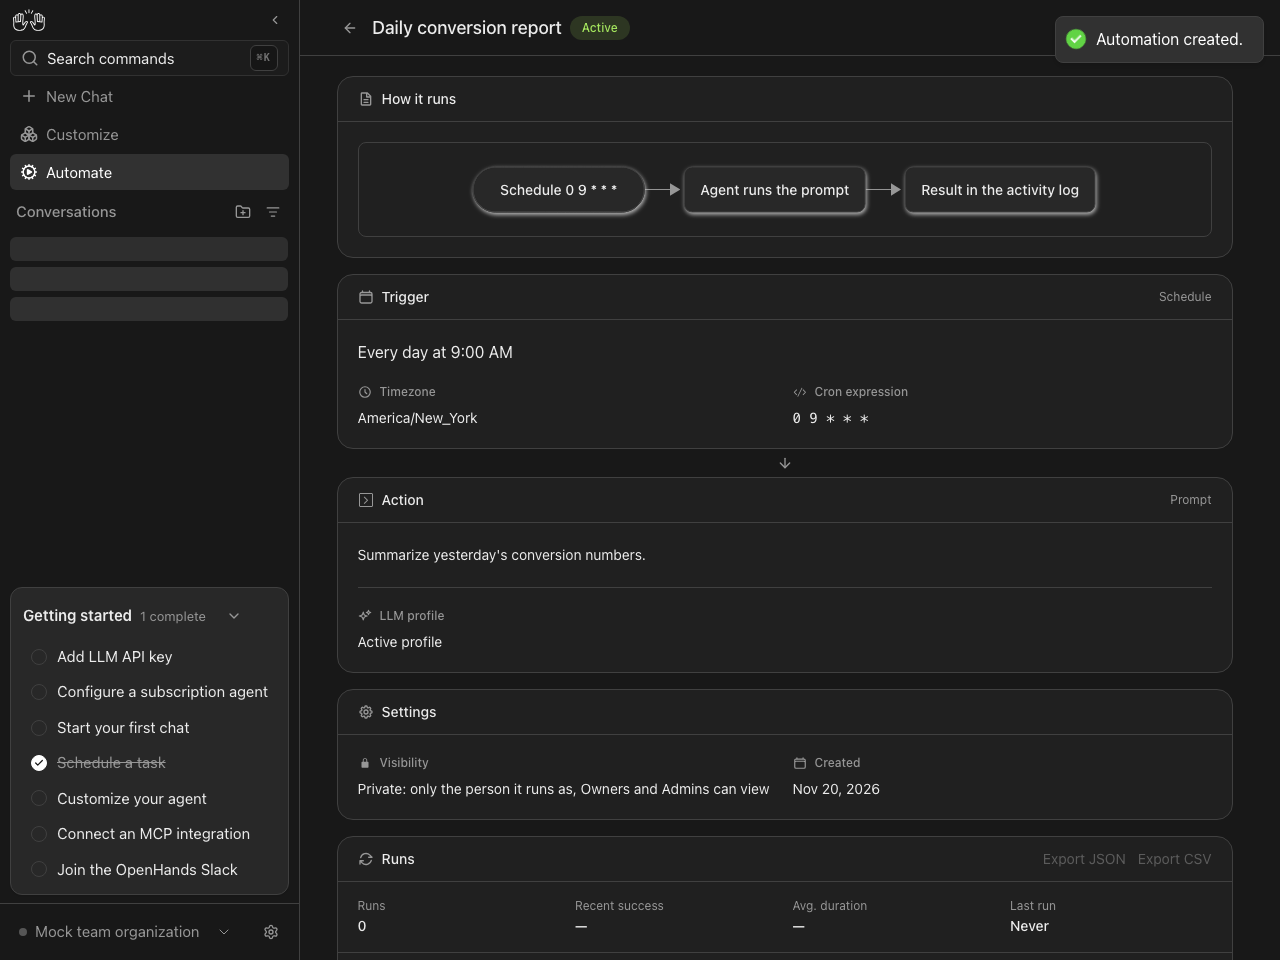 Search commands
⌘K
New Chat
Customize
Automate
Conversations
Getting started 1 complete
Add LLM API key
Configure a subscription agent
Start your first chat
Schedule a task
Customize your agent
Connect an MCP integration
Join the OpenHands Slack
Mock team organization
Daily conversion report Active
Automation created.
How it runs
Schedule 0 9 * * *
Agent runs the prompt
Result in the activity log
Trigger
Schedule
Every day at 9:00 AM
Timezone
America/New_York
Cron expression
0 9 * * *
Action
Prompt
Summarize yesterday's conversion numbers.
LLM profile
Active profile
Settings
Visibility
Private: only the person it runs as, Owners and Admins can view
Created
Nov 20, 2026
Runs
Export JSON Export CSV
Runs
0
Recent success
—
Avg. duration
—
Last run
Never